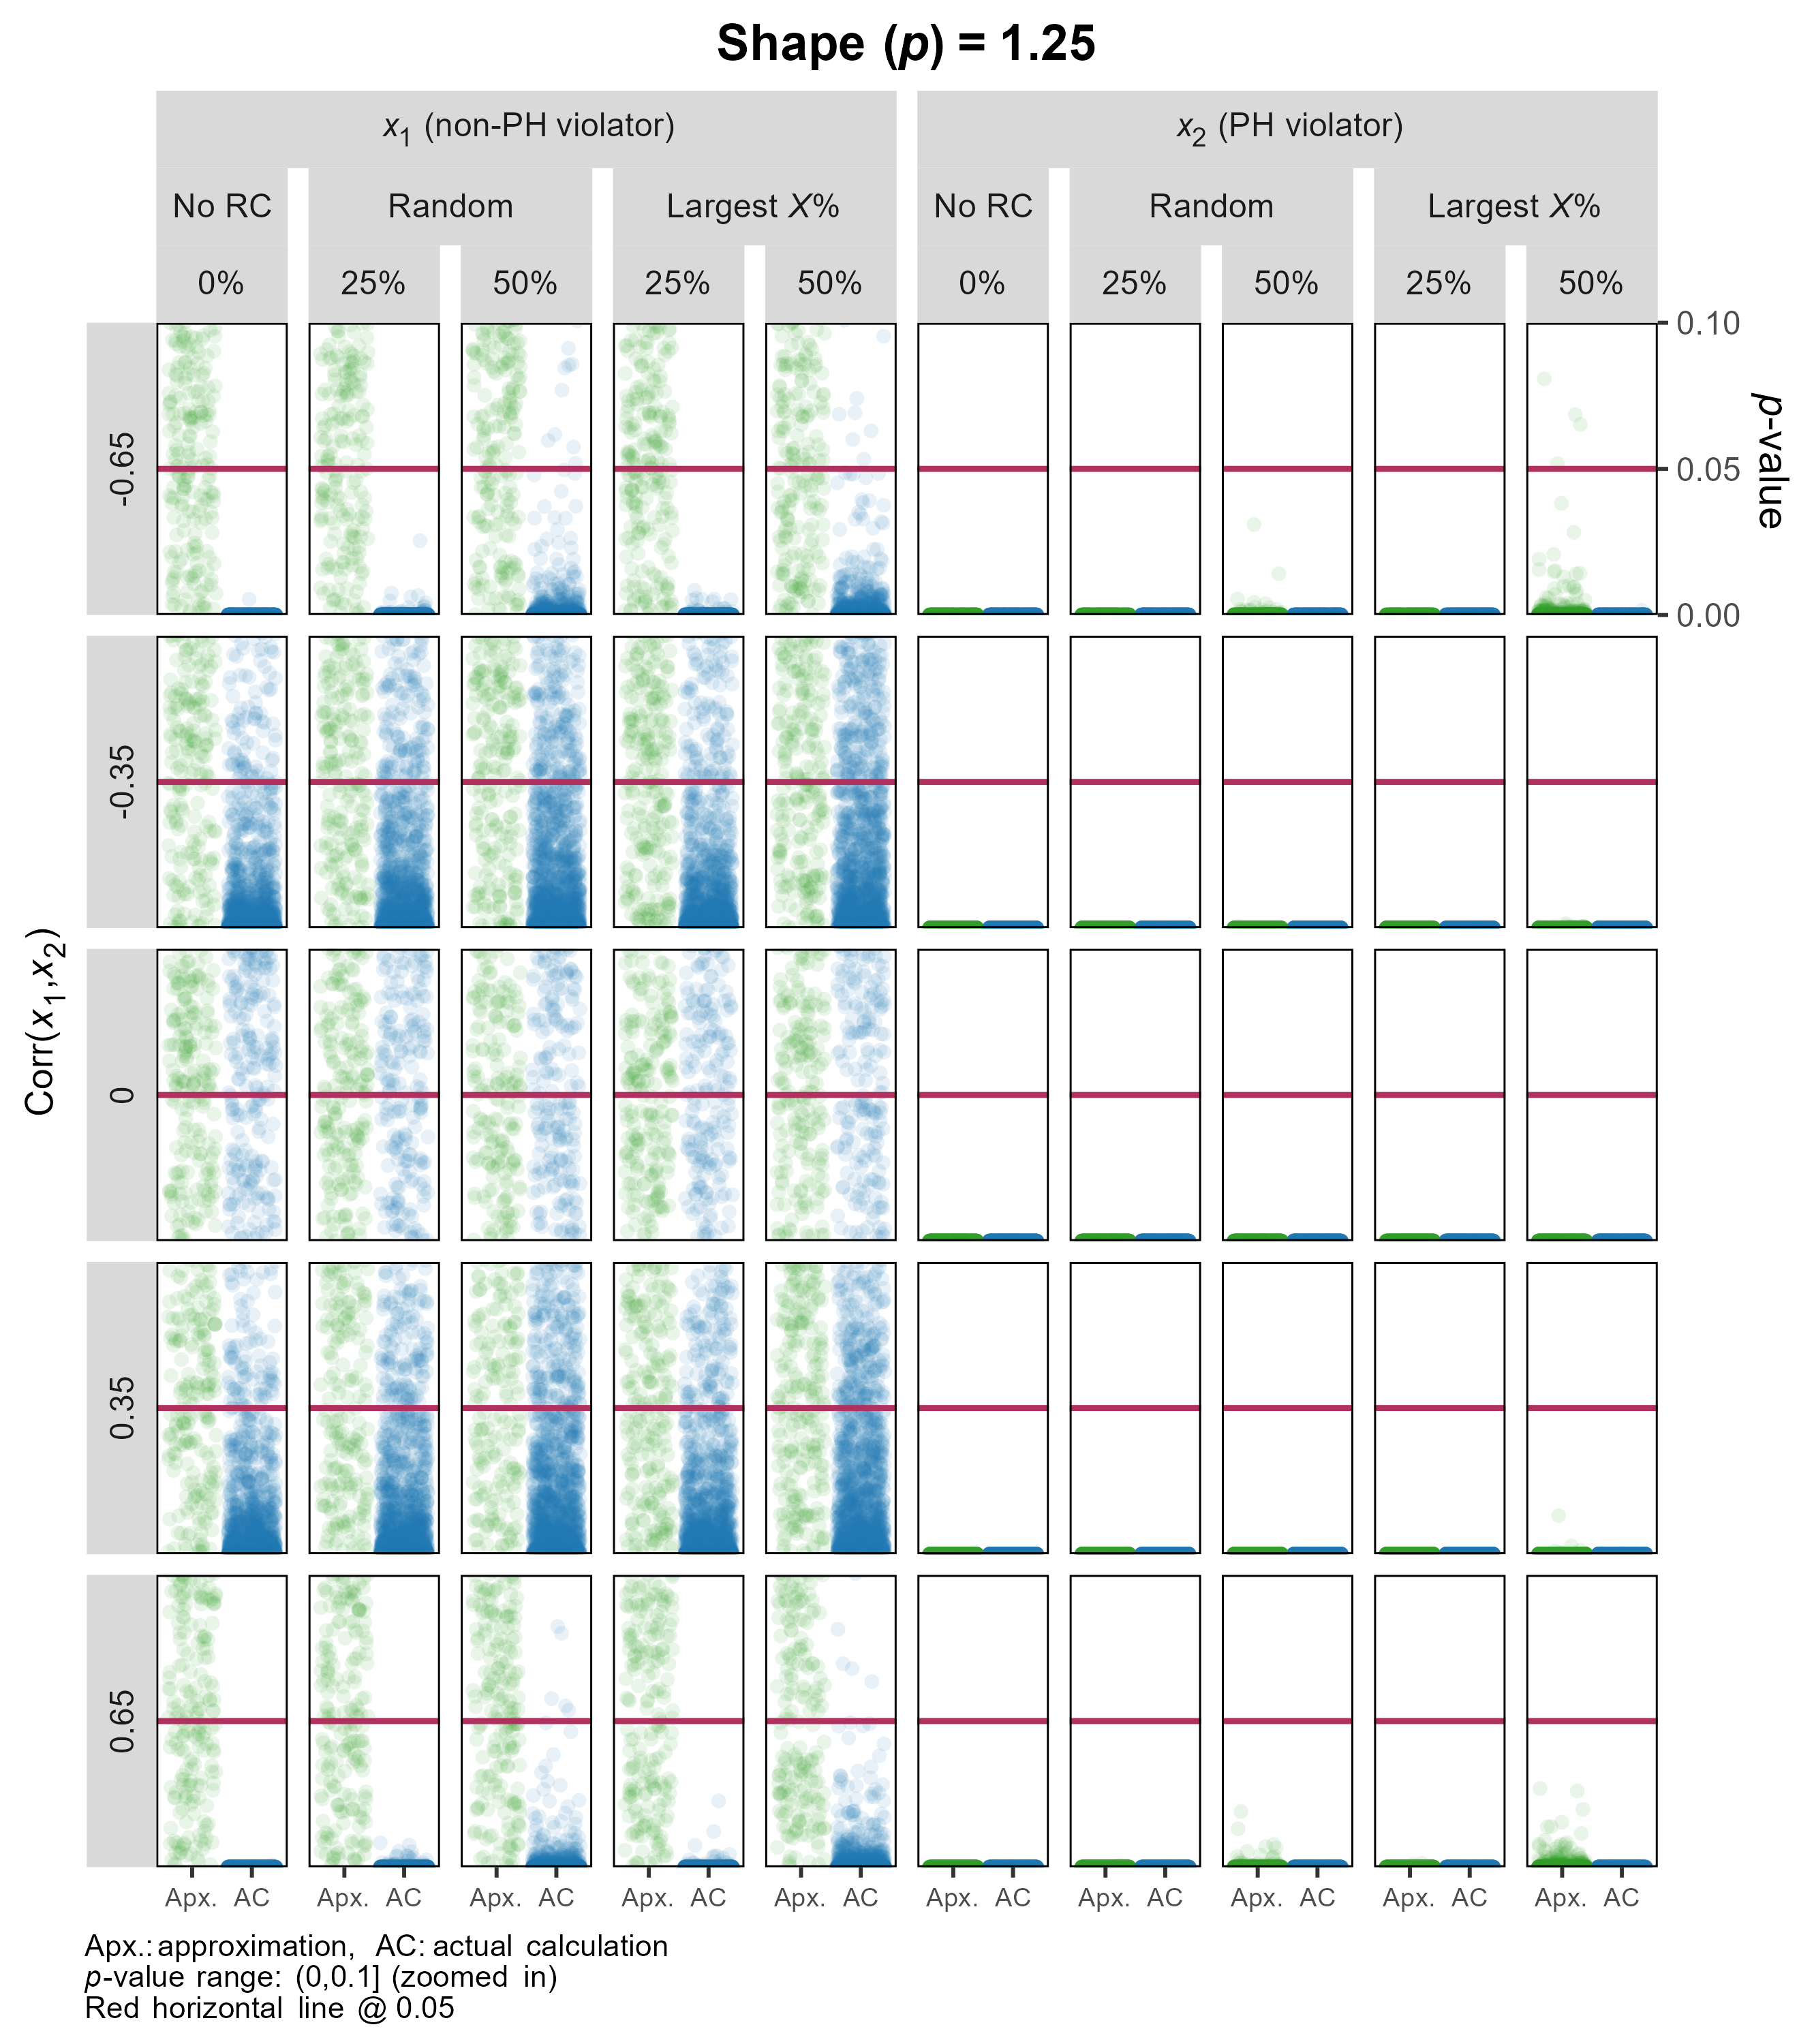 Shape (p) = 1.25
x1 (non-PH violator) x2 (PH violator)
No RC Random Largest X% No RC Random Largest X%
0% 25% 50% 25% 50% 0% 25% 50% 25% 50%
-0.65
-0.35
0
0.35
0.65
Corr(x1,x2)
0.10
0.05
0.00
p-value
Apx. AC Apx. AC Apx. AC Apx. AC Apx. AC Apx. AC Apx. AC Apx. AC Apx. AC Apx. AC
Apx.: approximation, AC: actual calculation
p-value range: (0,0.1] (zoomed in)
Red horizontal line @ 0.05